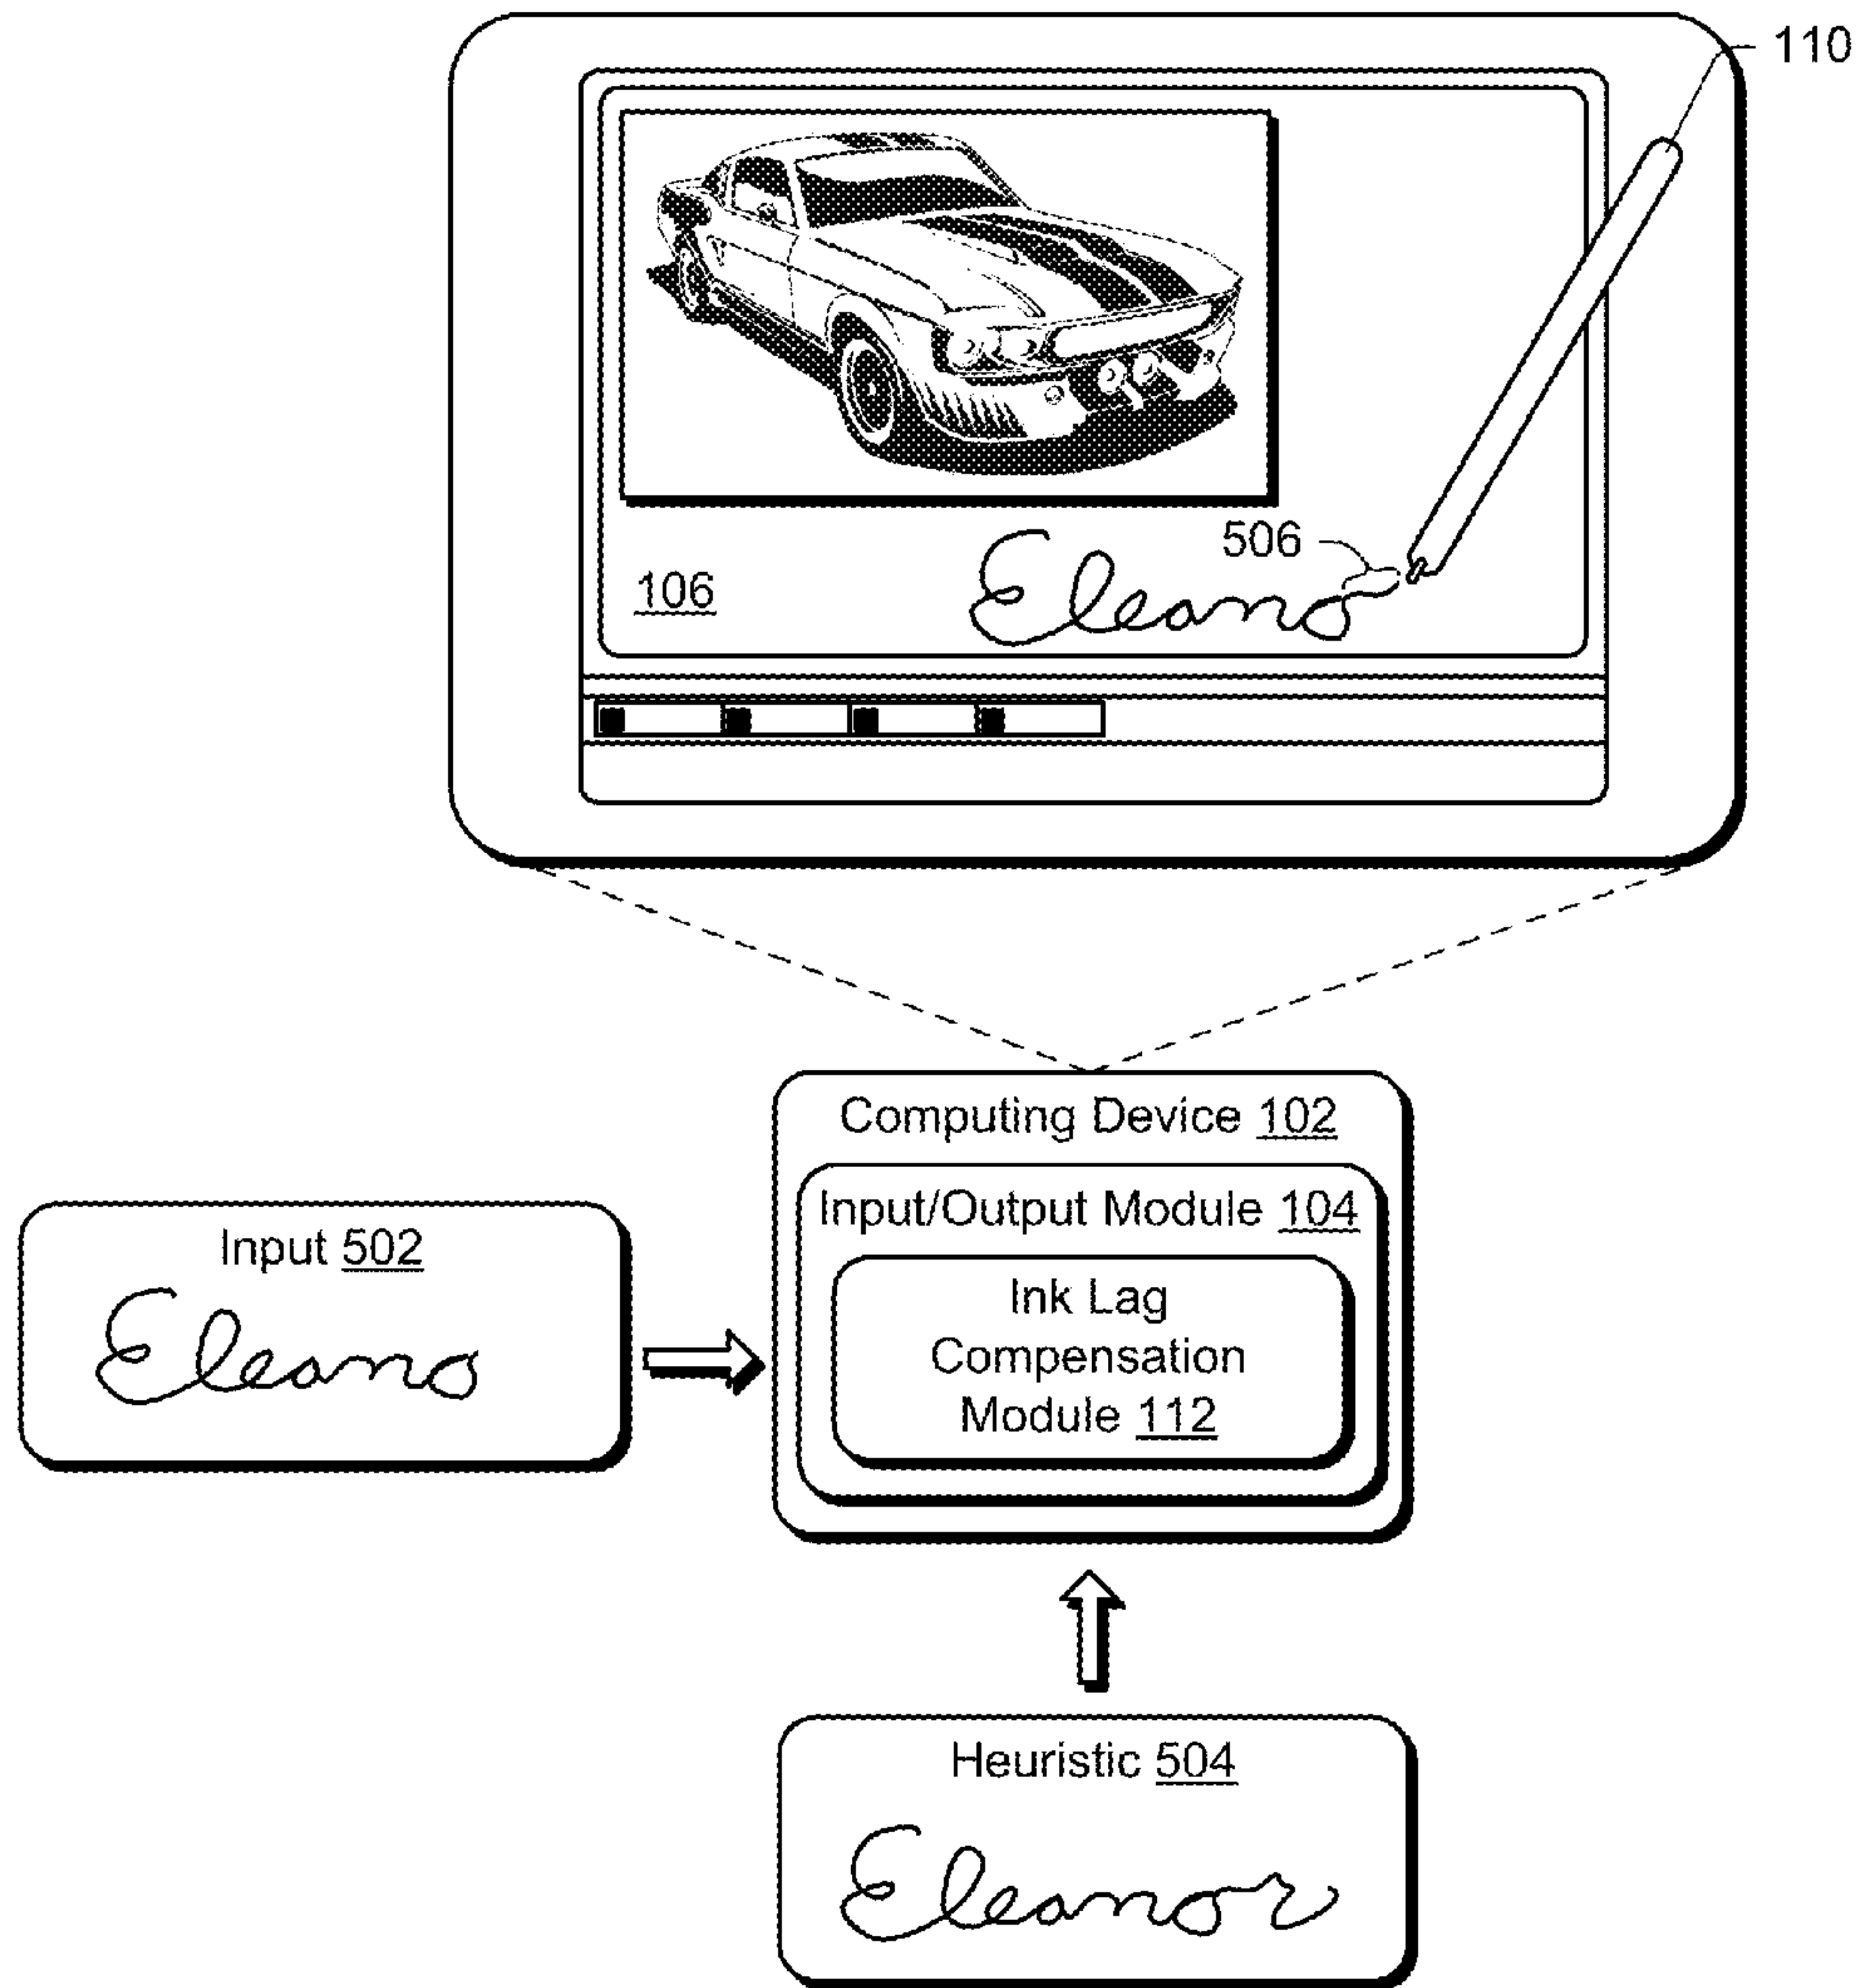 110
506
106
Eleano
Computing Device 102
Input/Output Module 104
Ink Lag
Compensation
Module 112
Input 502
Eleano
Heuristic 504
Eleanor